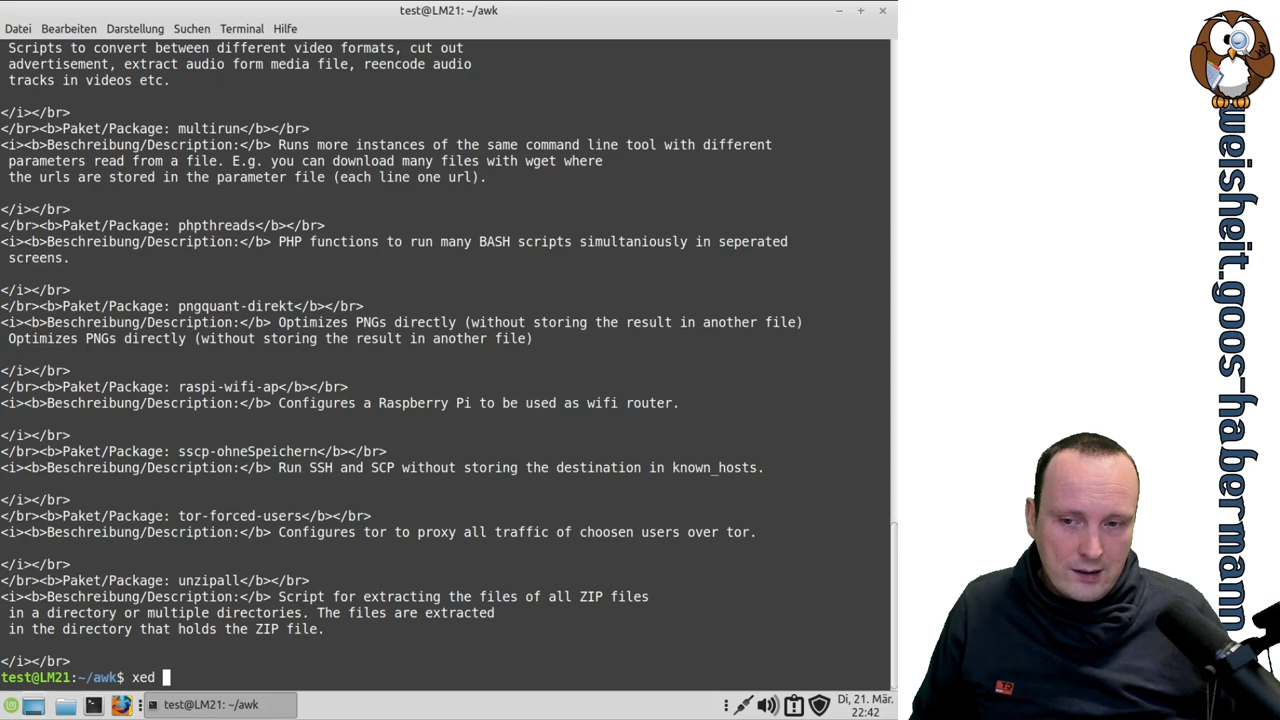 test@LM21: ~/awk
Datei Bearbeiten Darstellung Suchen Terminal Hilfe
Scripts to convert between different video formats, cut out
advertisement, extract audio form media file, reencode audio
tracks in videos etc.
</i></br>
</br><b>Paket/Package: multirun</b></br>
<i><b>Beschreibung/Description:</b> Runs more instances of the same command line tool with different
parameters read from a file. E.g. you can download many files with wget where
the urls are stored in the parameter file (each line one url).
</i></br>
</br><b>Paket/Package: phpthreads</b></br>
<i><b>Beschreibung/Description:</b> PHP functions to run many BASH scripts simultaniously in seperated
screens.
</i></br>
</br><b>Paket/Package: pngquant-direkt</b></br>
<i><b>Beschreibung/Description:</b> Optimizes PNGs directly (without storing the result in another file)
Optimizes PNGs directly (without storing the result in another file)
</i></br>
</br><b>Paket/Package: raspi-wifi-ap</b></br>
<i><b>Beschreibung/Description:</b> Configures a Raspberry Pi to be used as wifi router.
</i></br>
</br><b>Paket/Package: sscp-ohneSpeichern</b></br>
<i><b>Beschreibung/Description:</b> Run SSH and SCP without storing the destination in known_hosts.
</i></br>
</br><b>Paket/Package: tor-forced-users</b></br>
<i><b>Beschreibung/Description:</b> Configures tor to proxy all traffic of choosen users over tor.
</i></br>
</br><b>Paket/Package: unzipall</b></br>
<i><b>Beschreibung/Description:</b> Script for extracting the files of all ZIP files
in a directory or multiple directories. The files are extracted
in the directory that holds the ZIP file.
</i></br>
test@LM21:~/awk$ xed
test@LM21: ~/awk
Di, 21. Mär.
22:42
weisheit.goos-habermann